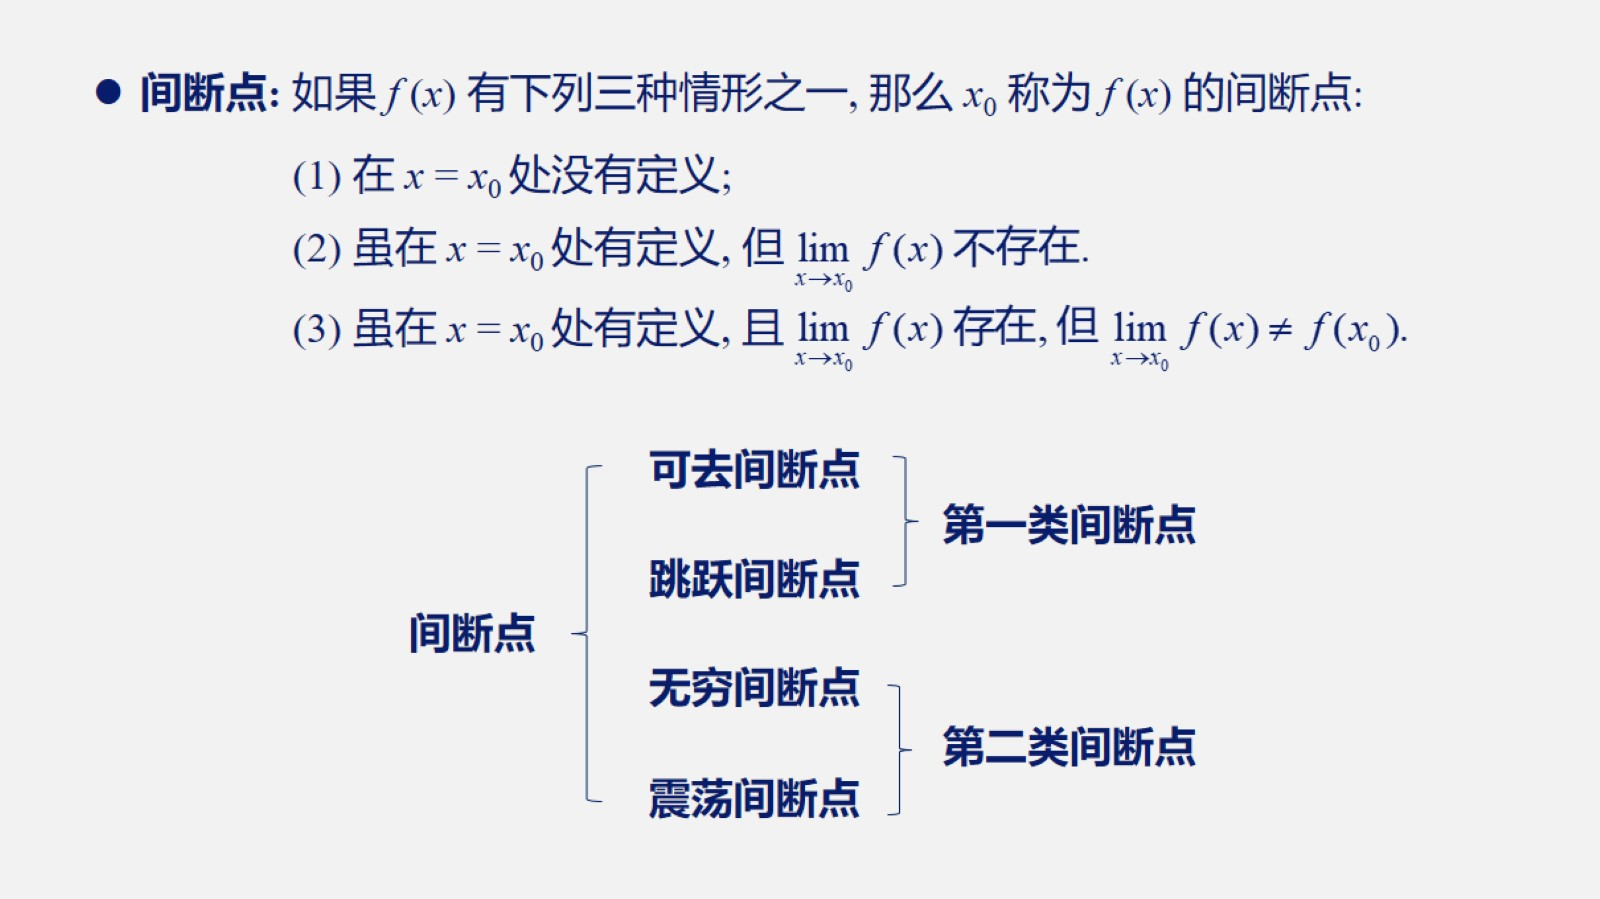 ● 间断点: 如果 f (x) 有下列三种情形之一, 那么 x₀ 称为 f (x) 的间断点:
(1) 在 x = x₀ 处没有定义;
(2) 虽在 x = x₀ 处有定义, 但 lim x→x₀ f (x) 不存在.
(3) 虽在 x = x₀ 处有定义, 且 lim x→x₀ f (x) 存在, 但 lim x→x₀ f (x) ≠ f (x₀ ).
可去间断点
第一类间断点
跳跃间断点
间断点
无穷间断点
第二类间断点
震荡间断点